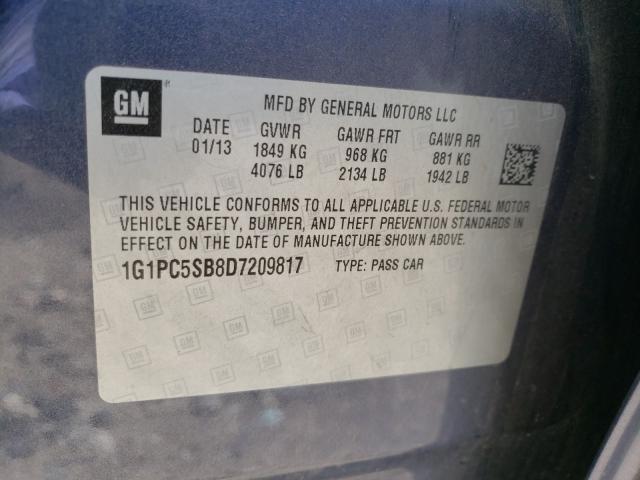 GM
MFD BY GENERAL MOTORS LLC
DATE GVWR GAWR FRT GAWR RR
01/13 1849 KG 968 KG 881 KG
4076 LB 2134 LB 1942 LB
THIS VEHICLE CONFORMS TO ALL APPLICABLE U.S. FEDERAL MOTOR
VEHICLE SAFETY, BUMPER, AND THEFT PREVENTION STANDARDS IN
EFFECT ON THE DATE OF MANUFACTURE SHOWN ABOVE.
1G1PC5SB8D7209817 TYPE: PASS CAR